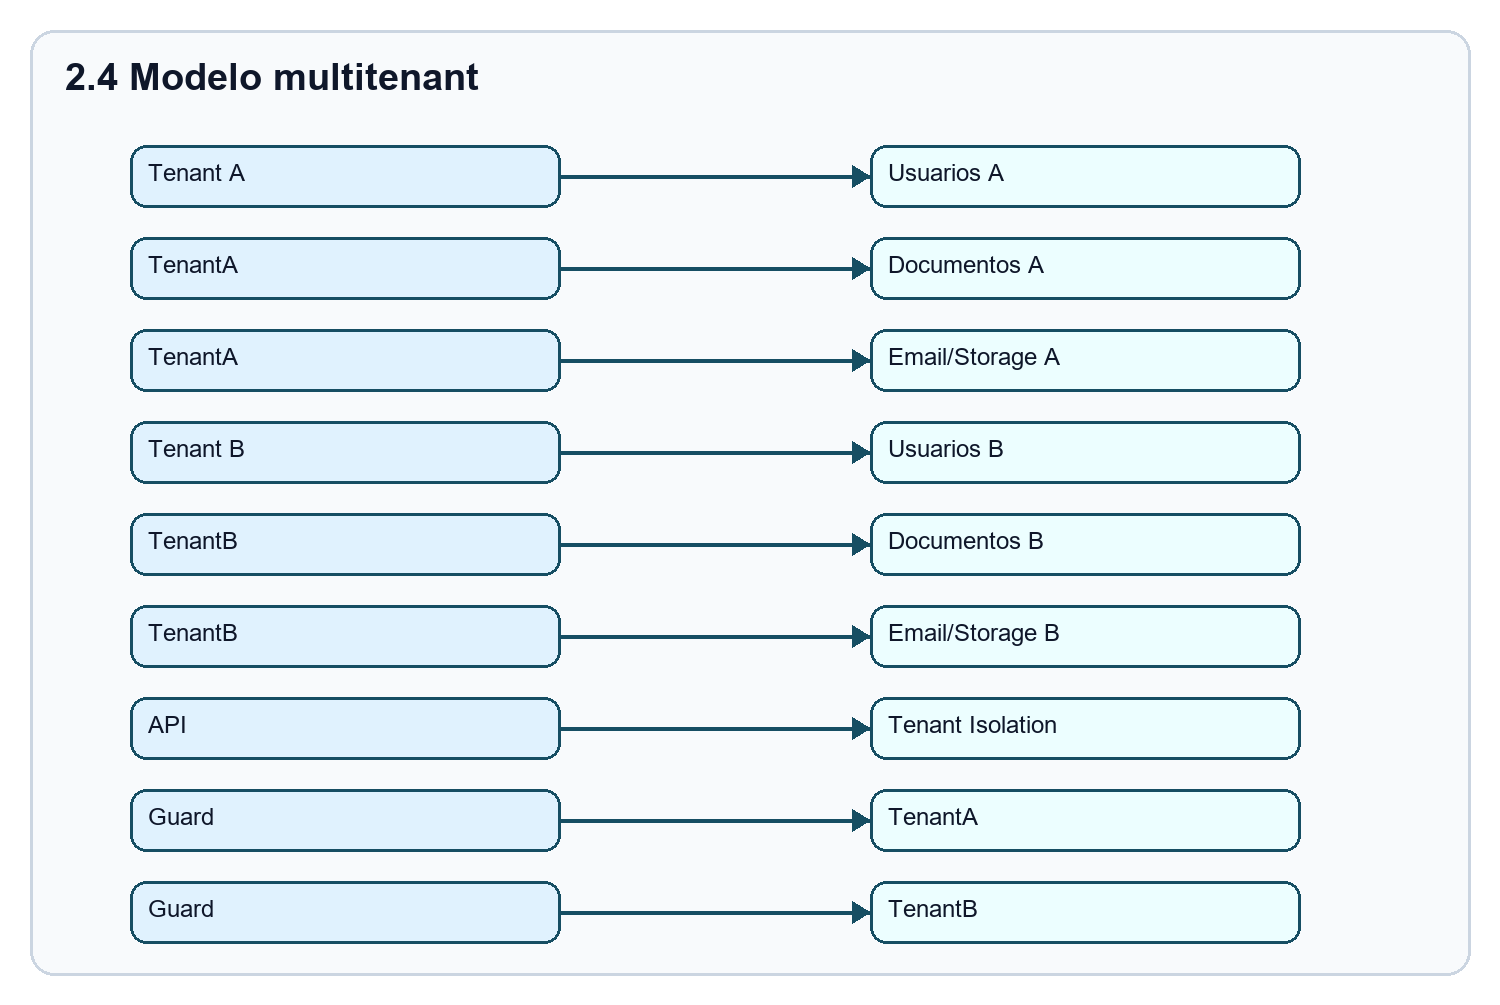 2.4 Modelo multitenant
Tenant A
Usuarios A
TenantA
Documentos A
TenantA
Email/Storage A
Tenant B
Usuarios B
TenantB
Documentos B
TenantB
Email/Storage B
API
Tenant Isolation
Guard
TenantA
Guard
TenantB